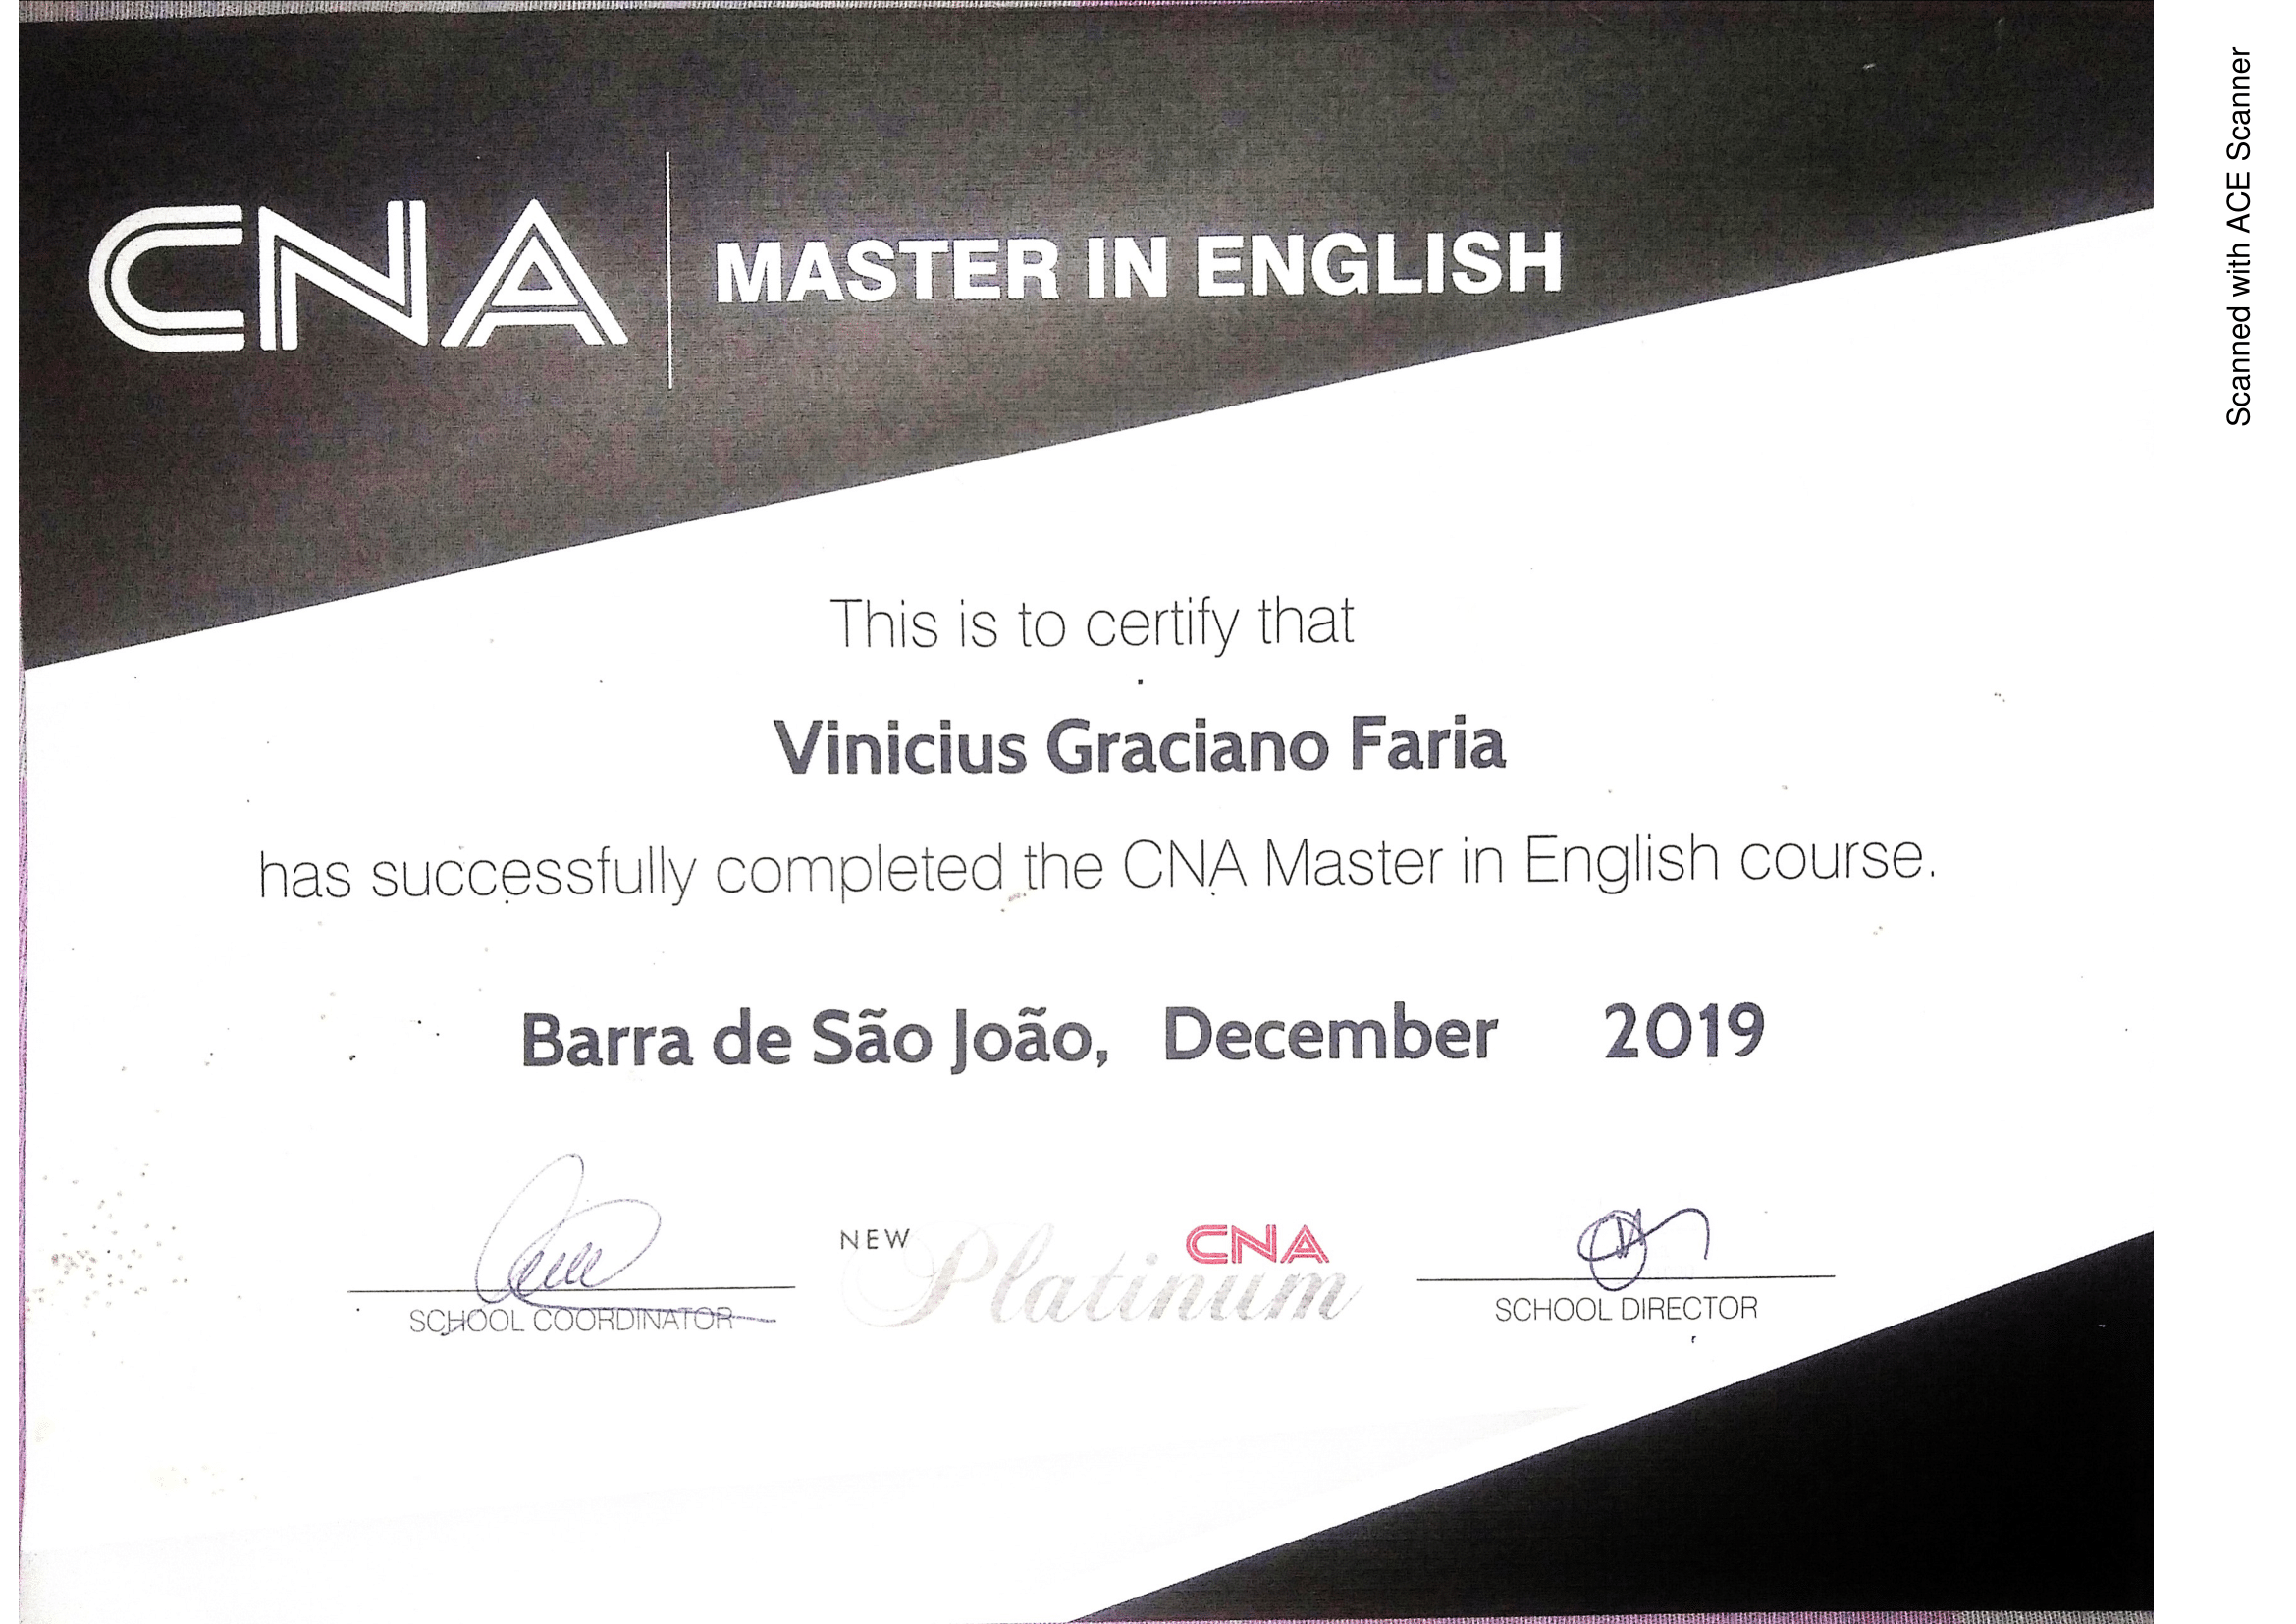 CNA MASTER IN ENGLISH
This is to certify that
Vinicius Graciano Faria
has successfully completed the CNA Master in English course.
Barra de São João, December 2019
NEW CNA Platinum
SCHOOL COORDINATOR
SCHOOL DIRECTOR
Scanned with ACE Scanner